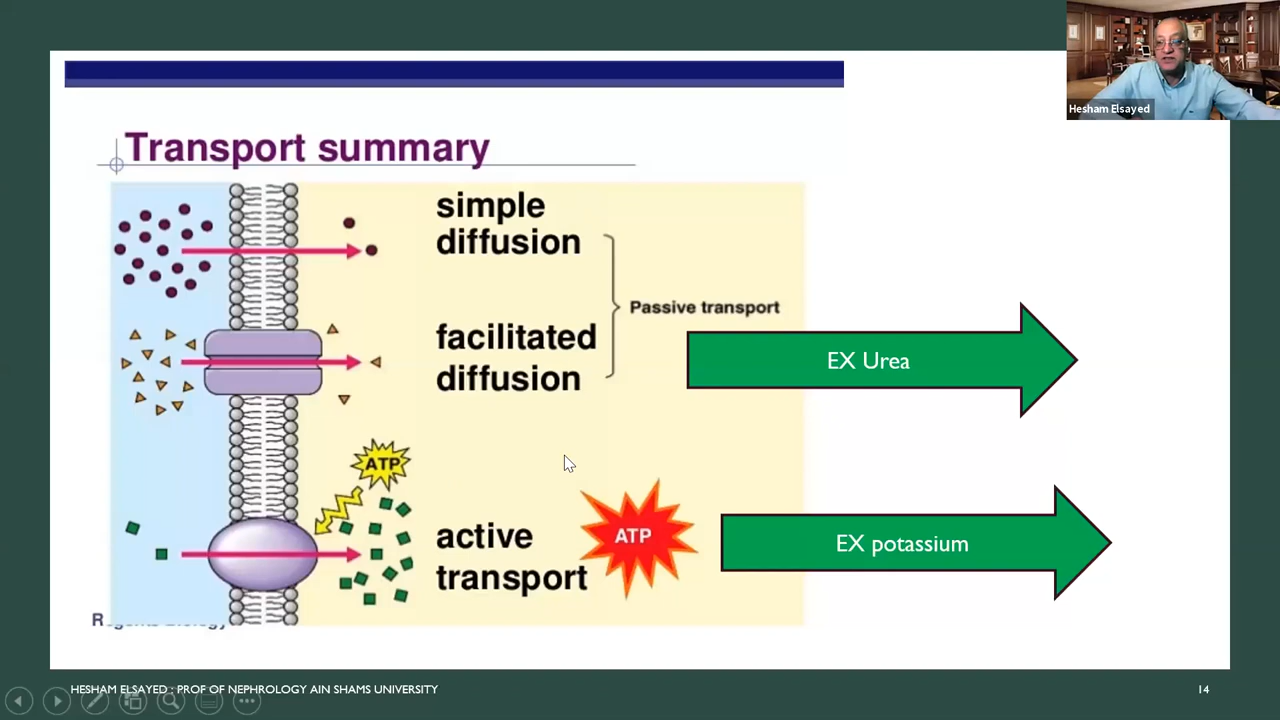 Hesham Elsayed
Transport summary
simple
diffusion
Passive transport
facilitated
diffusion
EX Urea
ATP
active
transport
ATP
EX potassium
HESHAM ELSAYED : PROF OF NEPHROLOGY AIN SHAMS UNIVERSITY
14